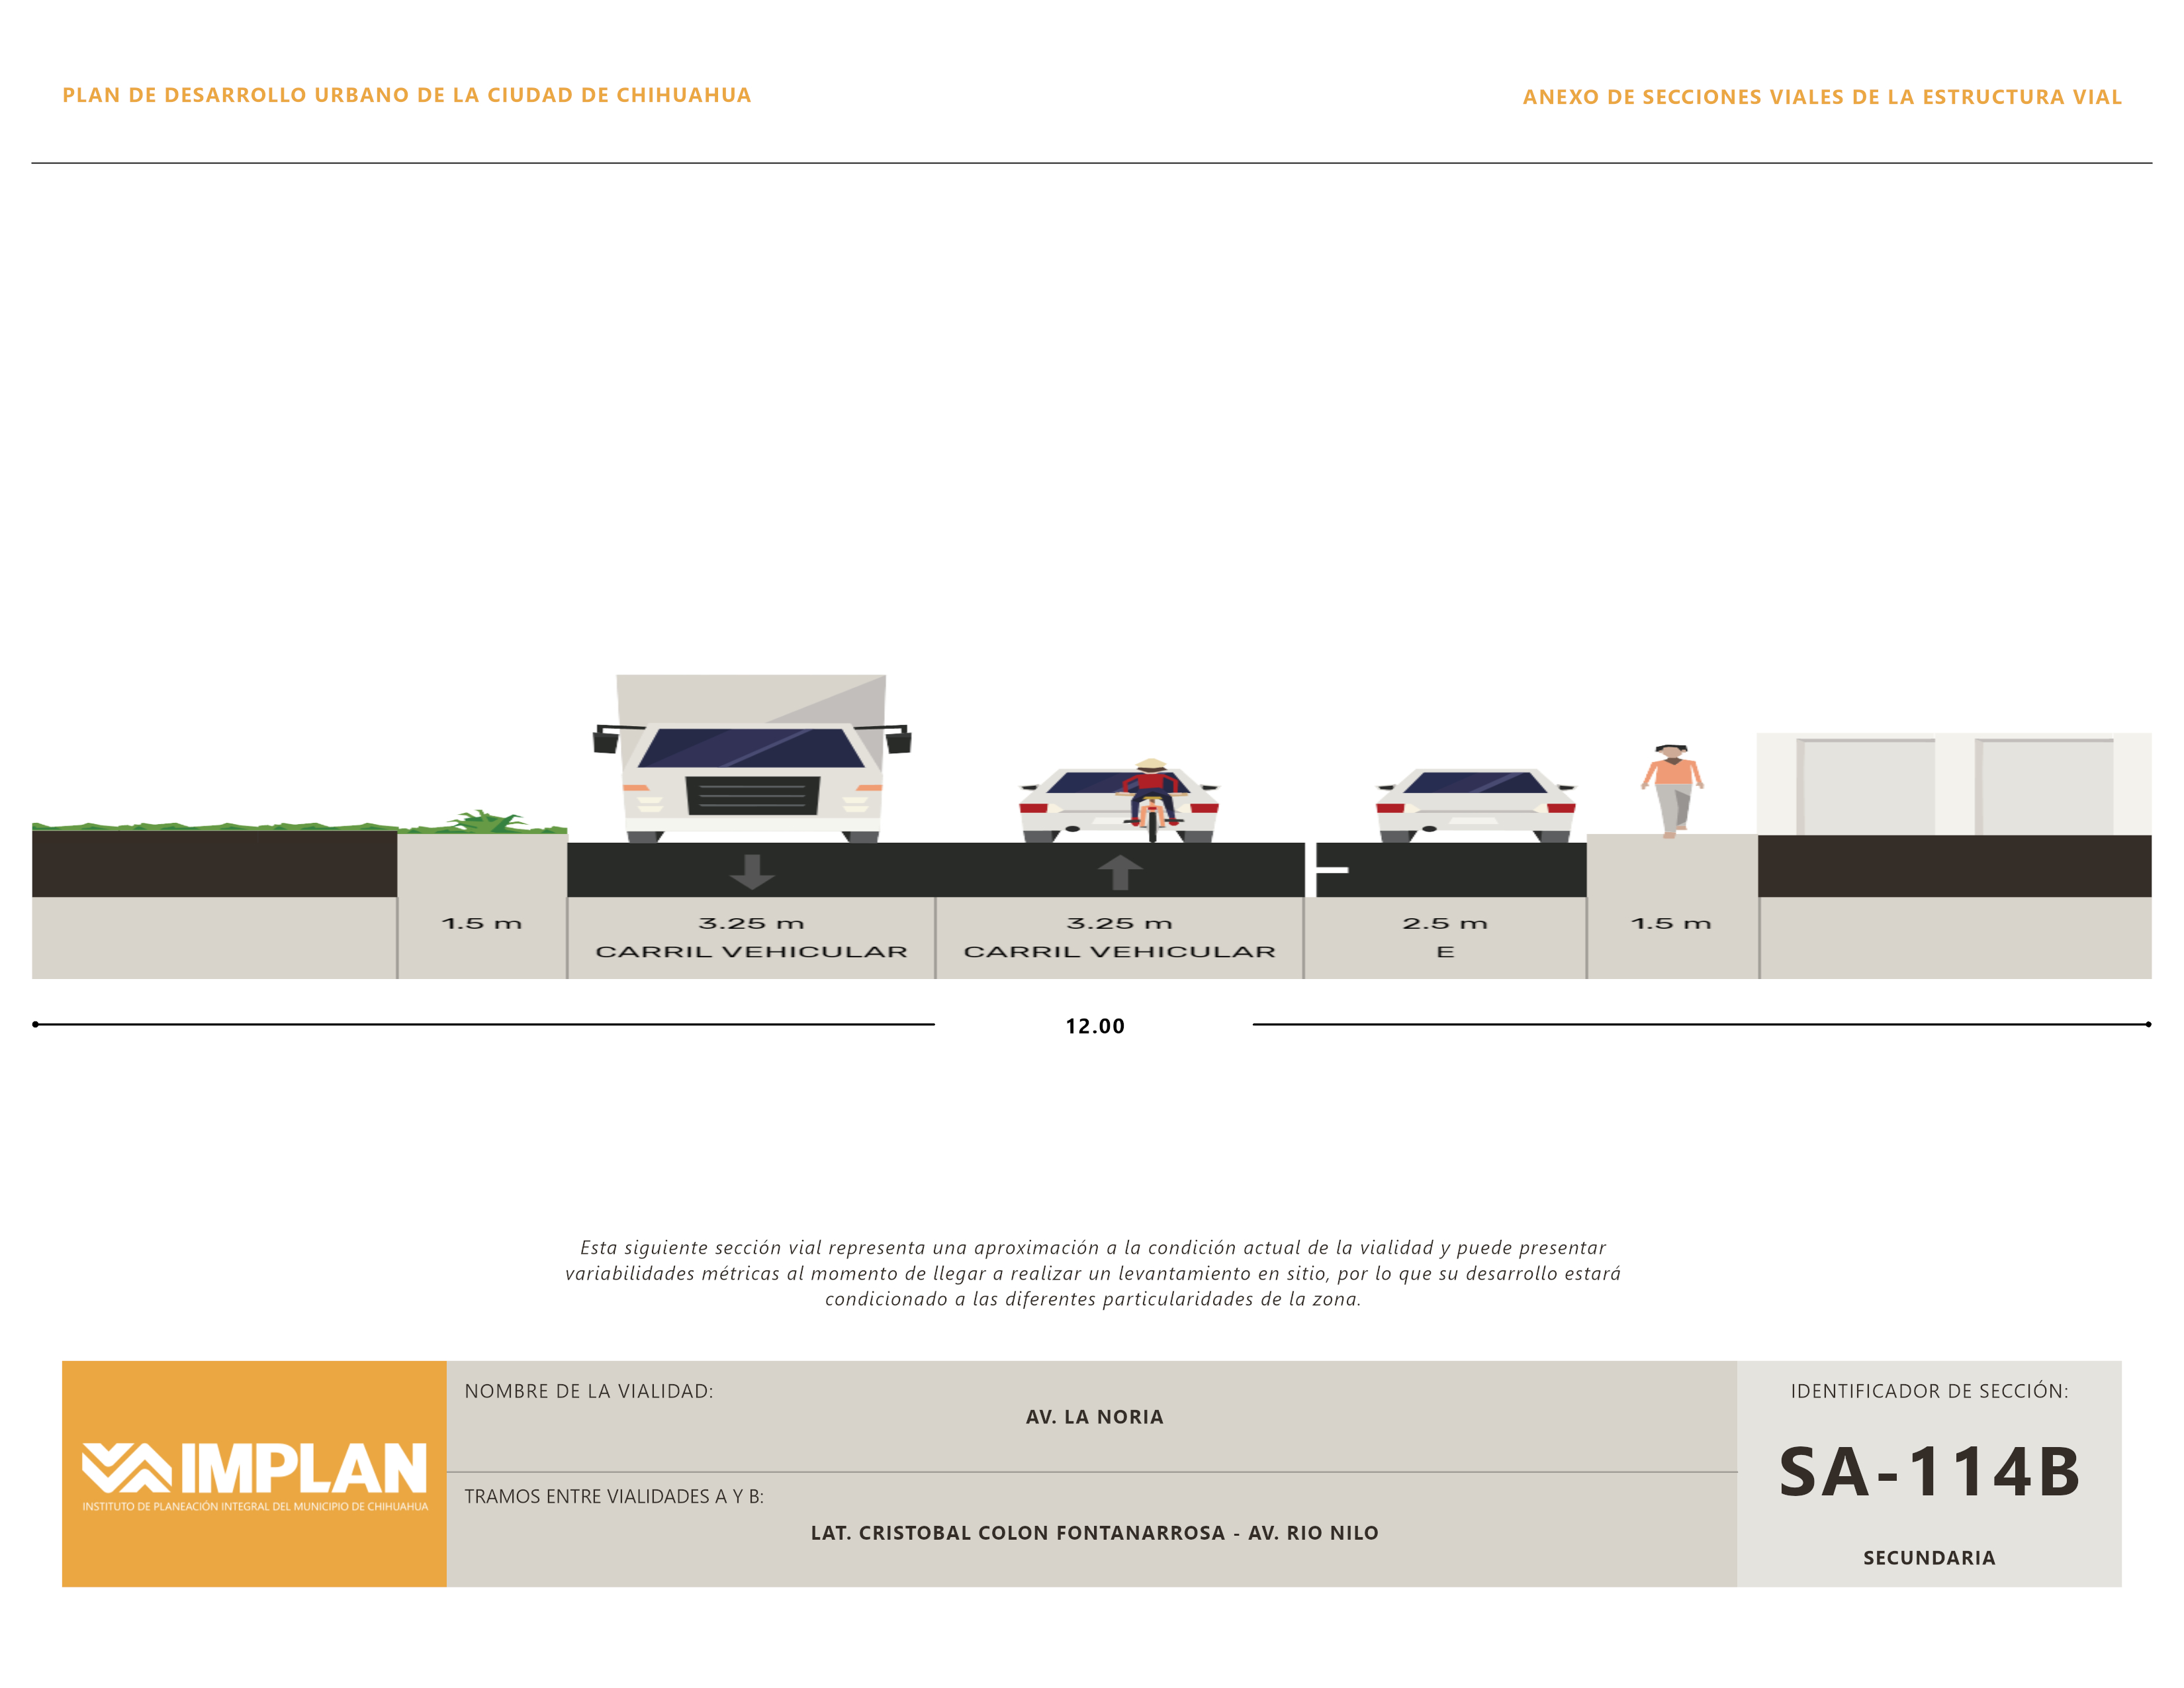 PLAN DE DESARROLLO URBANO DE LA CIUDAD DE CHIHUAHUA
ANEXO DE SECCIONES VIALES DE LA ESTRUCTURA VIAL
1.5 m
3.25 m
CARRIL VEHICULAR
3.25 m
CARRIL VEHICULAR
2.5 m
E
1.5 m
12.00
Esta siguiente sección vial representa una aproximación a la condición actual de la vialidad y puede presentar
variabilidades métricas al momento de llegar a realizar un levantamiento en sitio, por lo que su desarrollo estará
condicionado a las diferentes particularidades de la zona.
IMPLAN
INSTITUTO DE PLANEACIÓN INTEGRAL DEL MUNICIPIO DE CHIHUAHUA
NOMBRE DE LA VIALIDAD:
AV. LA NORIA
TRAMOS ENTRE VIALIDADES A Y B:
LAT. CRISTOBAL COLON FONTANARROSA - AV. RIO NILO
IDENTIFICADOR DE SECCIÓN:
SA-114B
SECUNDARIA